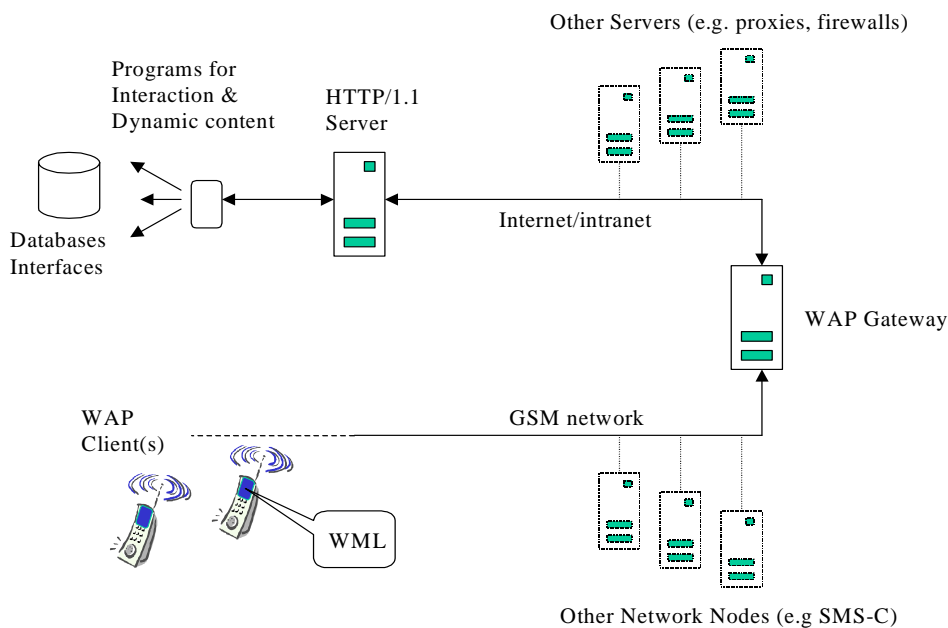 Other Servers (e.g. proxies, firewalls)
Programs for
Interaction &
Dynamic content
HTTP/1.1
Server
Databases
Interfaces
Internet/intranet
WAP Gateway
WAP
Client(s)
GSM network
WML
Other Network Nodes (e.g SMS-C)